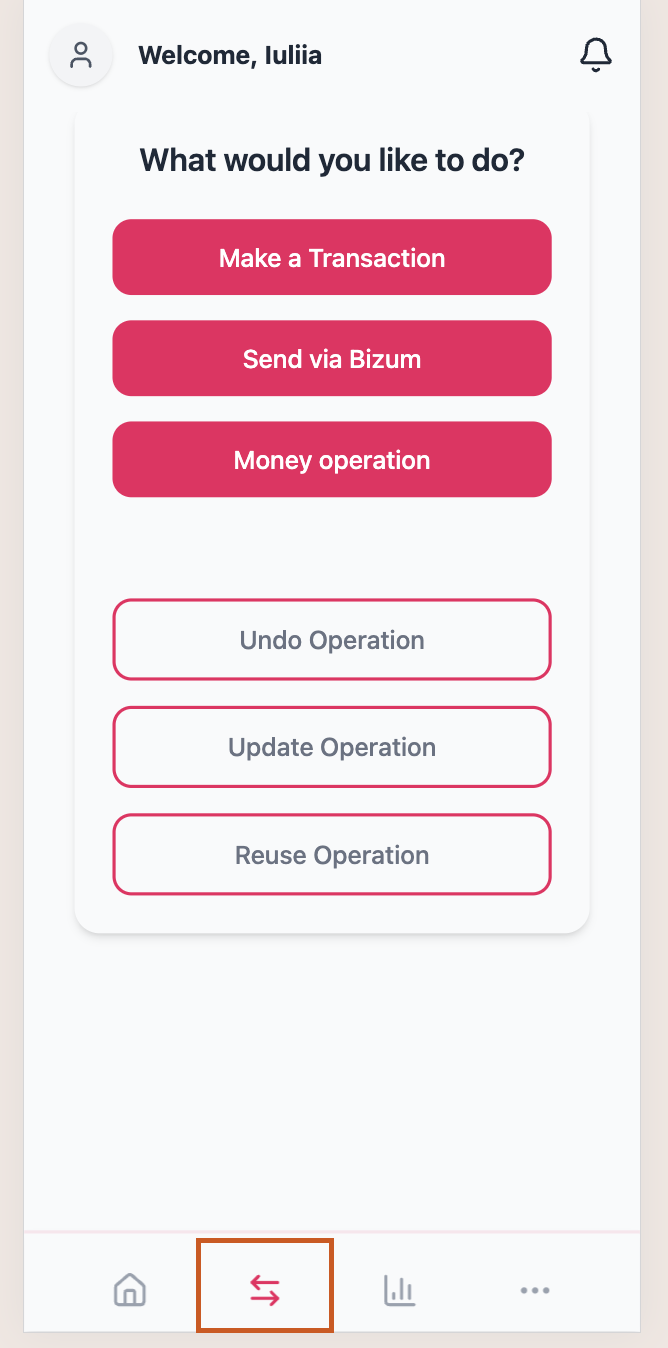 Welcome, Iuliia
What would you like to do?
Make a Transaction
Send via Bizum
Money operation
Undo Operation
Update Operation
Reuse Operation